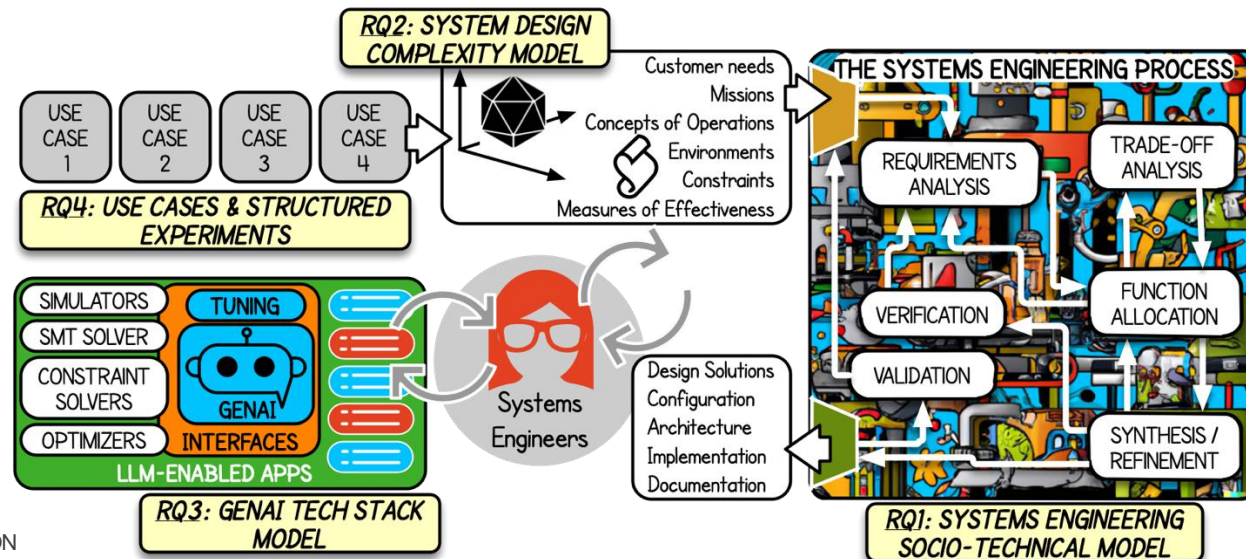 RQ2: SYSTEM DESIGN
COMPLEXITY MODEL
USE
CASE
1
USE
CASE
2
USE
CASE
3
USE
CASE
4
RQ4: USE CASES & STRUCTURED
EXPERIMENTS
Customer needs
Missions
Concepts of Operations
Environments
Constraints
Measures of Effectiveness
THE SYSTEMS ENGINEERING PROCESS
REQUIREMENTS
ANALYSIS
TRADE-OFF
ANALYSIS
VERIFICATION
FUNCTION
ALLOCATION
VALIDATION
SYNTHESIS /
REFINEMENT
RQ1: SYSTEMS ENGINEERING
SOCIO-TECHNICAL MODEL
SIMULATORS
SMT SOLVER
CONSTRAINT
SOLVERS
OPTIMIZERS
TUNING
GENAI
INTERFACES
LLM-ENABLED APPS
RQ3: GENAI TECH STACK
MODEL
Systems
Engineers
Design Solutions
Configuration
Architecture
Implementation
Documentation
ON